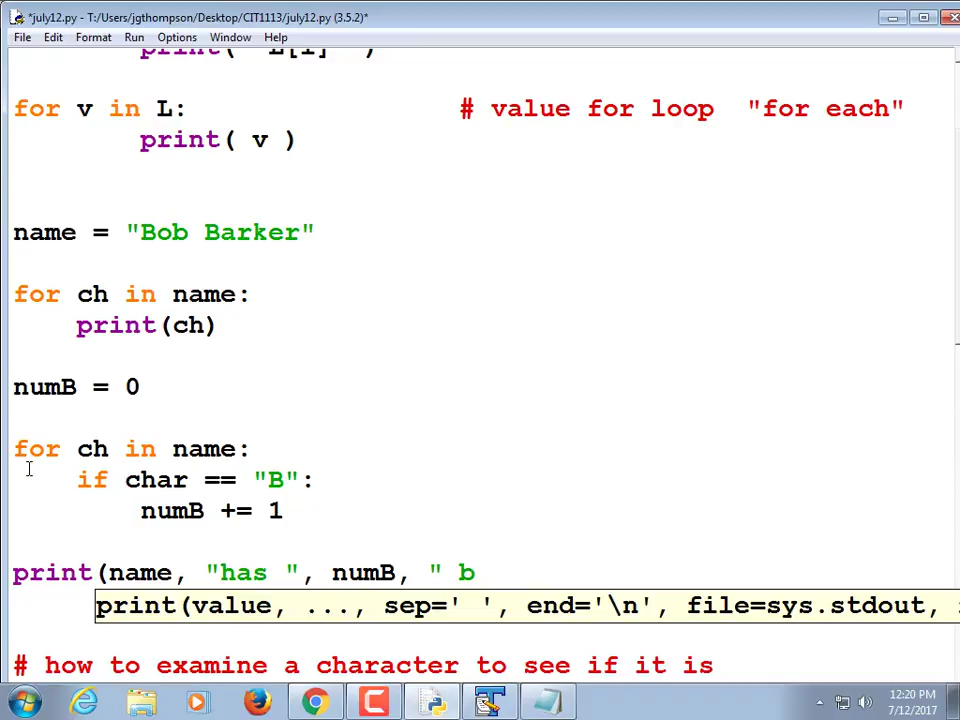 *july12.py - T:/Users/jgthompson/Desktop/CIT1113/july12.py (3.5.2)*
File Edit Format Run Options Window Help
print( L[i] )
for v in L: # value for loop "for each"
print( v )
name = "Bob Barker"
for ch in name:
print(ch)
numB = 0
for ch in name:
if char == "B":
numB += 1
print(name, "has ", numB, " b
print(value, ..., sep=' ', end='\n', file=sys.stdout,
# how to examine a character to see if it is
12:20 PM
7/12/2017